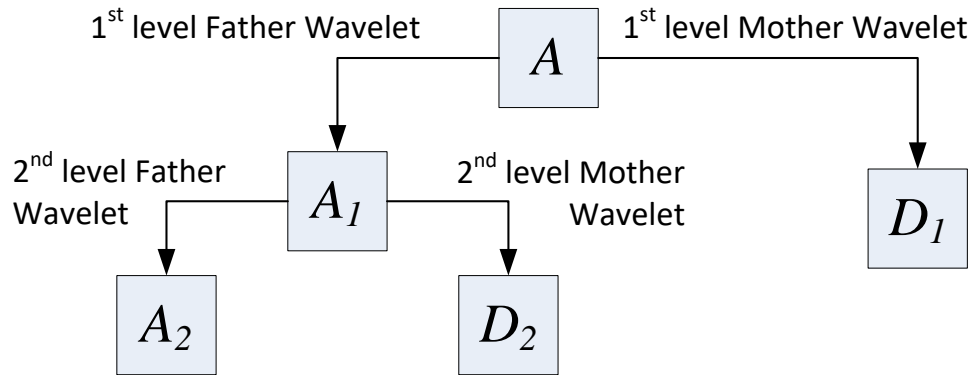 1st level Father Wavelet
A
1st level Mother Wavelet
2nd level Father
Wavelet
A1
2nd level Mother
Wavelet
D1
A2
D2